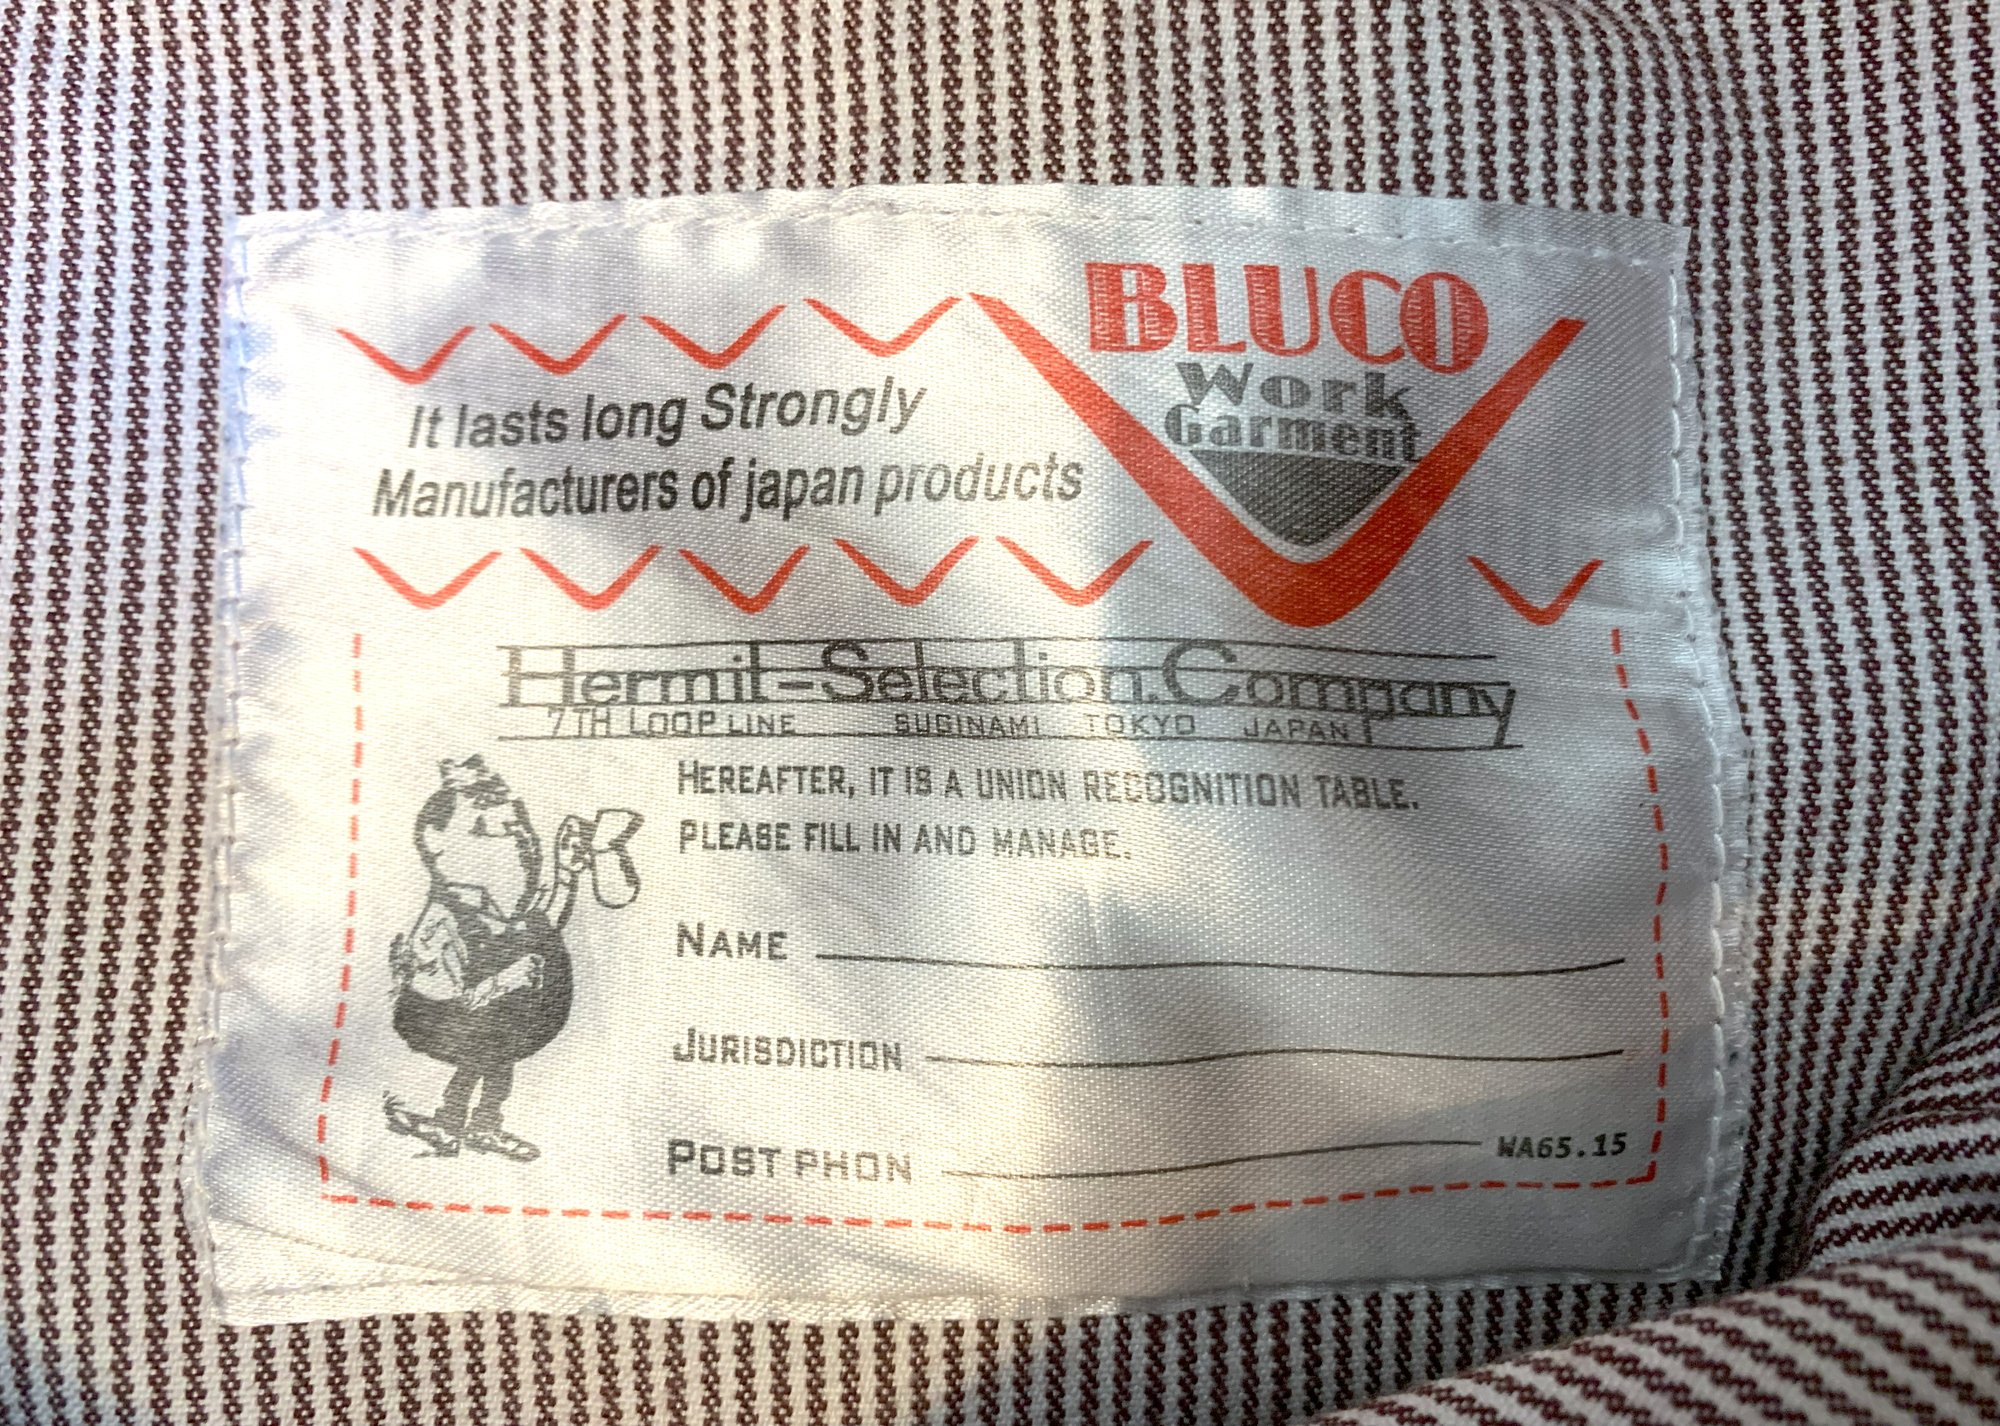 BLUCO
Work
Garment
It lasts long Strongly
Manufacturers of japan products
Hermit-Selection.Company
7TH LOOP LINE SUGINAMI TOKYO JAPAN
HEREAFTER, IT IS A UNION RECOGNITION TABLE.
PLEASE FILL IN AND MANAGE.
NAME
JURISDICTION
POST PHON WA65.15